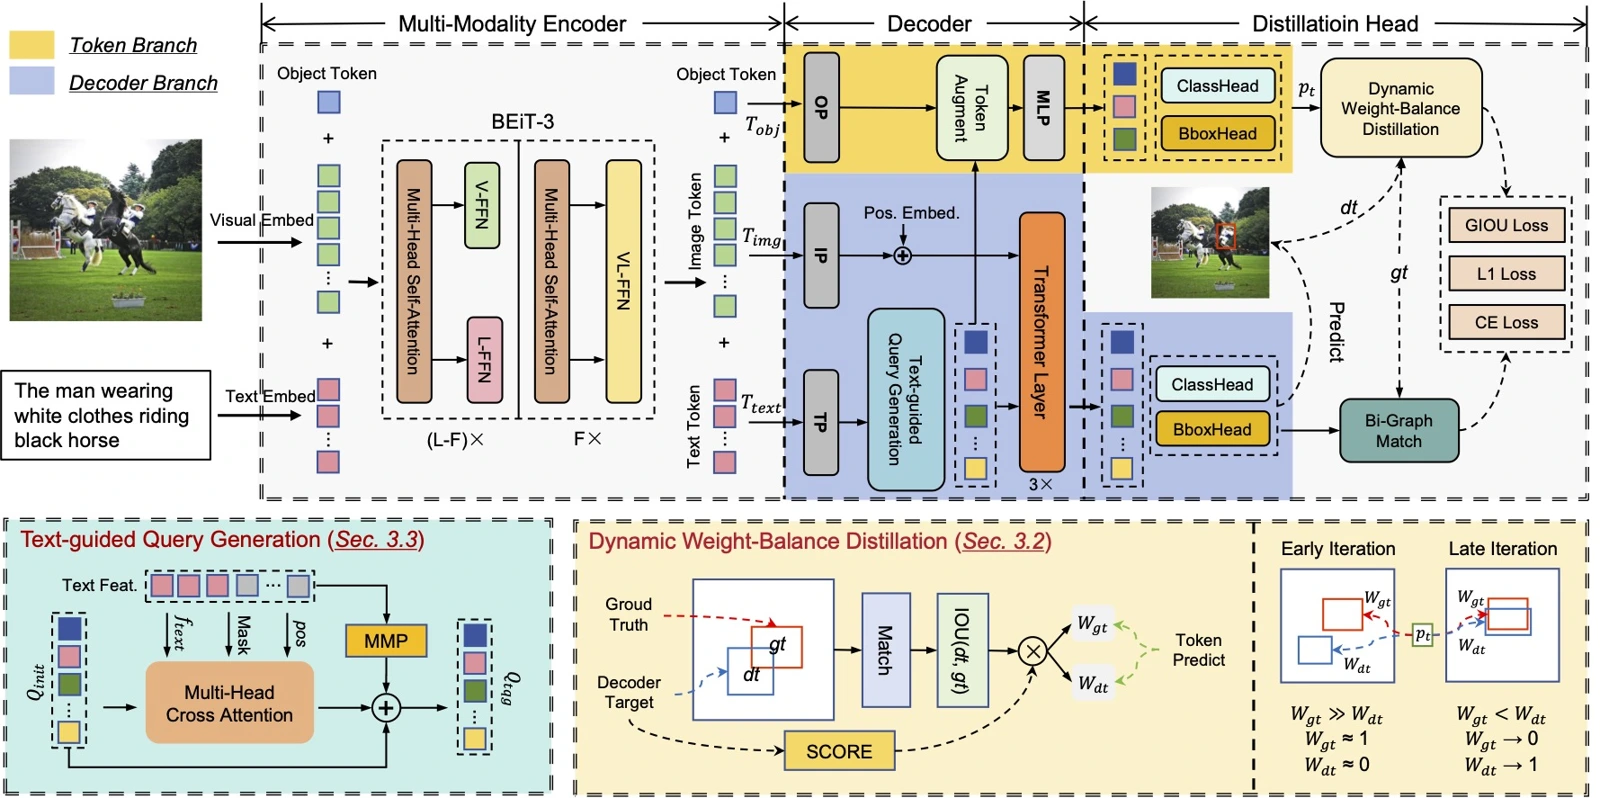 Multi-Modality Encoder
Decoder
Distillatioin Head
Token Branch
Decoder Branch
Object Token
+
Visual Embed
+
Text Embed
The man wearing
white clothes riding
black horse
BEiT-3
Multi-Head Self-Attention
V-FFN
L-FFN
(L-F)×
Multi-Head Self-Attention
VL-FFN
F×
Object Token
+
Image Token
+
Text Token
T_obj
T_img
T_text
OP
Token
Augment
MLP
IP
Pos. Embed.
TP
Text-guided
Query Generation
Transformer Layer
3×
ClassHead
BboxHead
p_t
Dynamic
Weight-Balance
Distillation
dt
gt
Predict
GIOU Loss
L1 Loss
CE Loss
ClassHead
BboxHead
Bi-Graph
Match
Text-guided Query Generation (Sec. 3.3)
Text Feat.
f_text
Mask
pos
MMP
Q_init
Multi-Head
Cross Attention
+
Q_tqg
Dynamic Weight-Balance Distillation (Sec. 3.2)
Groud
Truth
gt
dt
Decoder
Target
Match
IOU(dt, gt)
SCORE
W_gt
W_dt
Token
Predict
Early Iteration
Late Iteration
W_gt
W_dt
p_t
W_gt
W_dt
W_gt ≫ W_dt
W_gt ≈ 1
W_dt ≈ 0
W_gt < W_dt
W_gt → 0
W_dt → 1